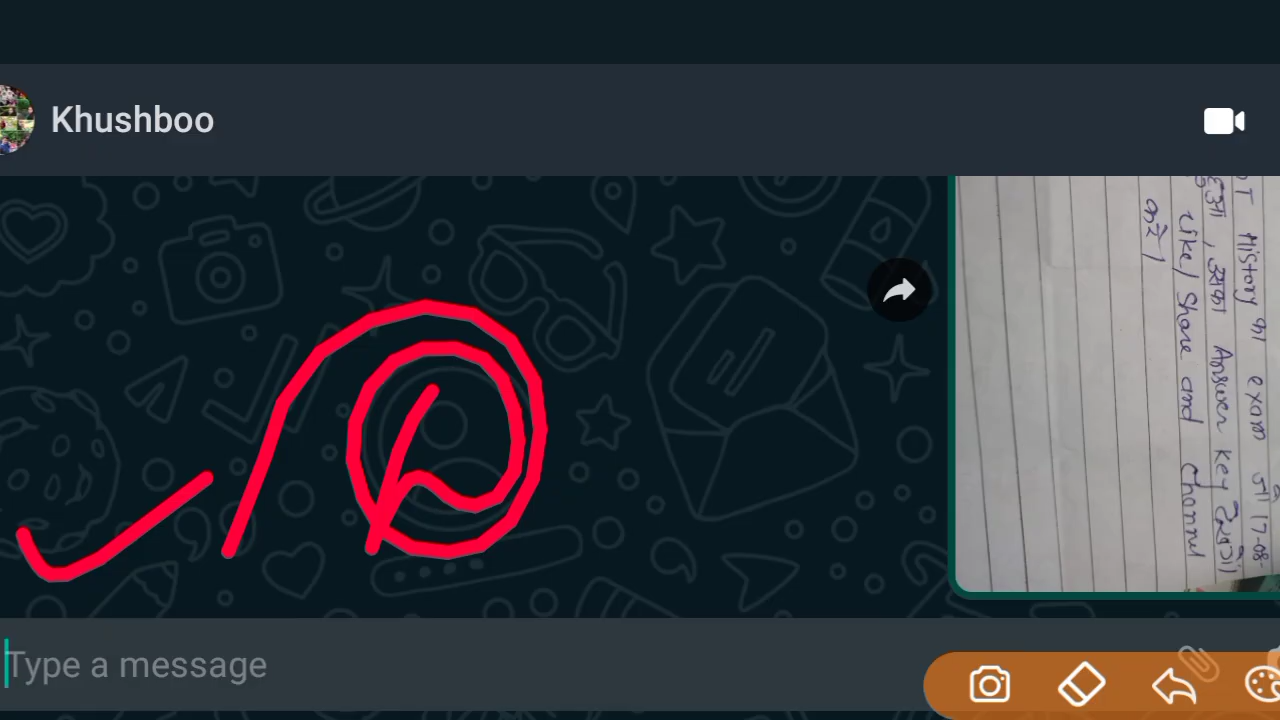 Khushboo
T History का exam जो 17-08-
हुआ, उसका Answer key देखेगें।
Like/ Share and channel
करें।
Type a message